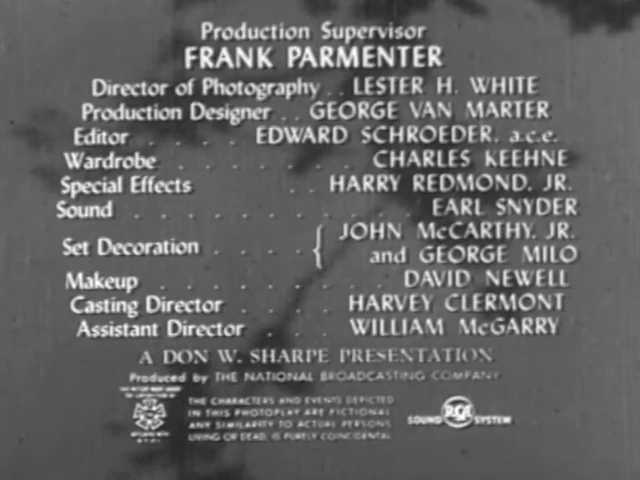 Production Supervisor
FRANK PARMENTER
Director of Photography . . LESTER H. WHITE
Production Designer . . GEORGE VAN MARTER
Editor . . . . EDWARD SCHROEDER, a.c.e.
Wardrobe . . . . . . . CHARLES KEEHNE
Special Effects . . HARRY REDMOND, JR.
Sound . . . . . . . . . . . EARL SNYDER
Set Decoration . . . . . { JOHN McCARTHY, JR.
and GEORGE MILO
Makeup . . . . . . . . . DAVID NEWELL
Casting Director . . . . HARVEY CLERMONT
Assistant Director . . . WILLIAM McGARRY
A DON W. SHARPE PRESENTATION
Produced by THE NATIONAL BROADCASTING COMPANY
THE CHARACTERS AND EVENTS DEPICTED
IN THIS PHOTOPLAY ARE FICTIONAL
ANY SIMILARITY TO ACTUAL PERSONS
LIVING OR DEAD, IS PURELY COINCIDENTAL
SOUND RCA SYSTEM